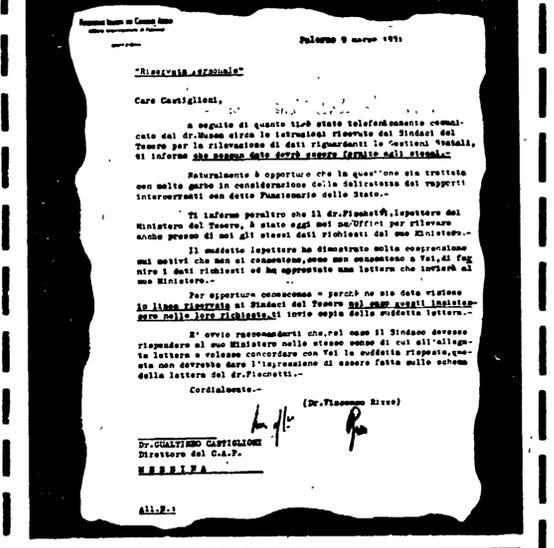 Palermo 9 marzo 1951
"Riservata Personale"
Caro Castiglioni,
a seguito di quanto ti è stato telefonicamente comuni-
cato dal dr.Musca circa le istruzioni ricevute dai Sindaci del
Tesoro per la rilevazione di dati riguardanti le Gestioni Statali,
ti informo che nessun dato dovrà essere fornito agli stessi.-
Naturalmente è opportuno che la questione sia trattata
con molto garbo in considerazione della delicatezza dei rapporti
intercorrenti con detto Funzionario dello Stato.-
Ti informo peraltro che il dr.Fischetti, Ispettore del
Ministero del Tesoro, è stato oggi nei ns/Uffici per rilevare
anche presso di noi gli stessi dati richiesti dal suo Ministero.-
Il suddetto Ispettore ha dimostrato molta comprensione
sui motivi che non ci consentono, come non consentono a Voi, di for
nire i dati richiesti ed ha approntato una lettera che invierà al
suo Ministero.-
Per opportuna conoscenza e perchè ne sia data visione
in linea riservata ai Sindaci del Tesoro nel caso questi insistes-
sero nelle loro richieste, ti invio copia della suddetta lettera.-
E' ovvio raccomandarti che, nel caso il Sindaco dovesse
rispondere al suo Ministero nello stesso senso di cui all'allega-
ta lettera e volesse concordare con Voi la suddetta risposta, que-
sta non dovrebbe dare l'impressione di essere fatta sullo schema
della lettera del dr.Fischetti.-
Cordialmente.-
(Dr.Vincenzo Rizzo)
Dr.GUALTIERO CASTIGLIONI
Direttore del C.A.P.
MESSINA
All.n.: